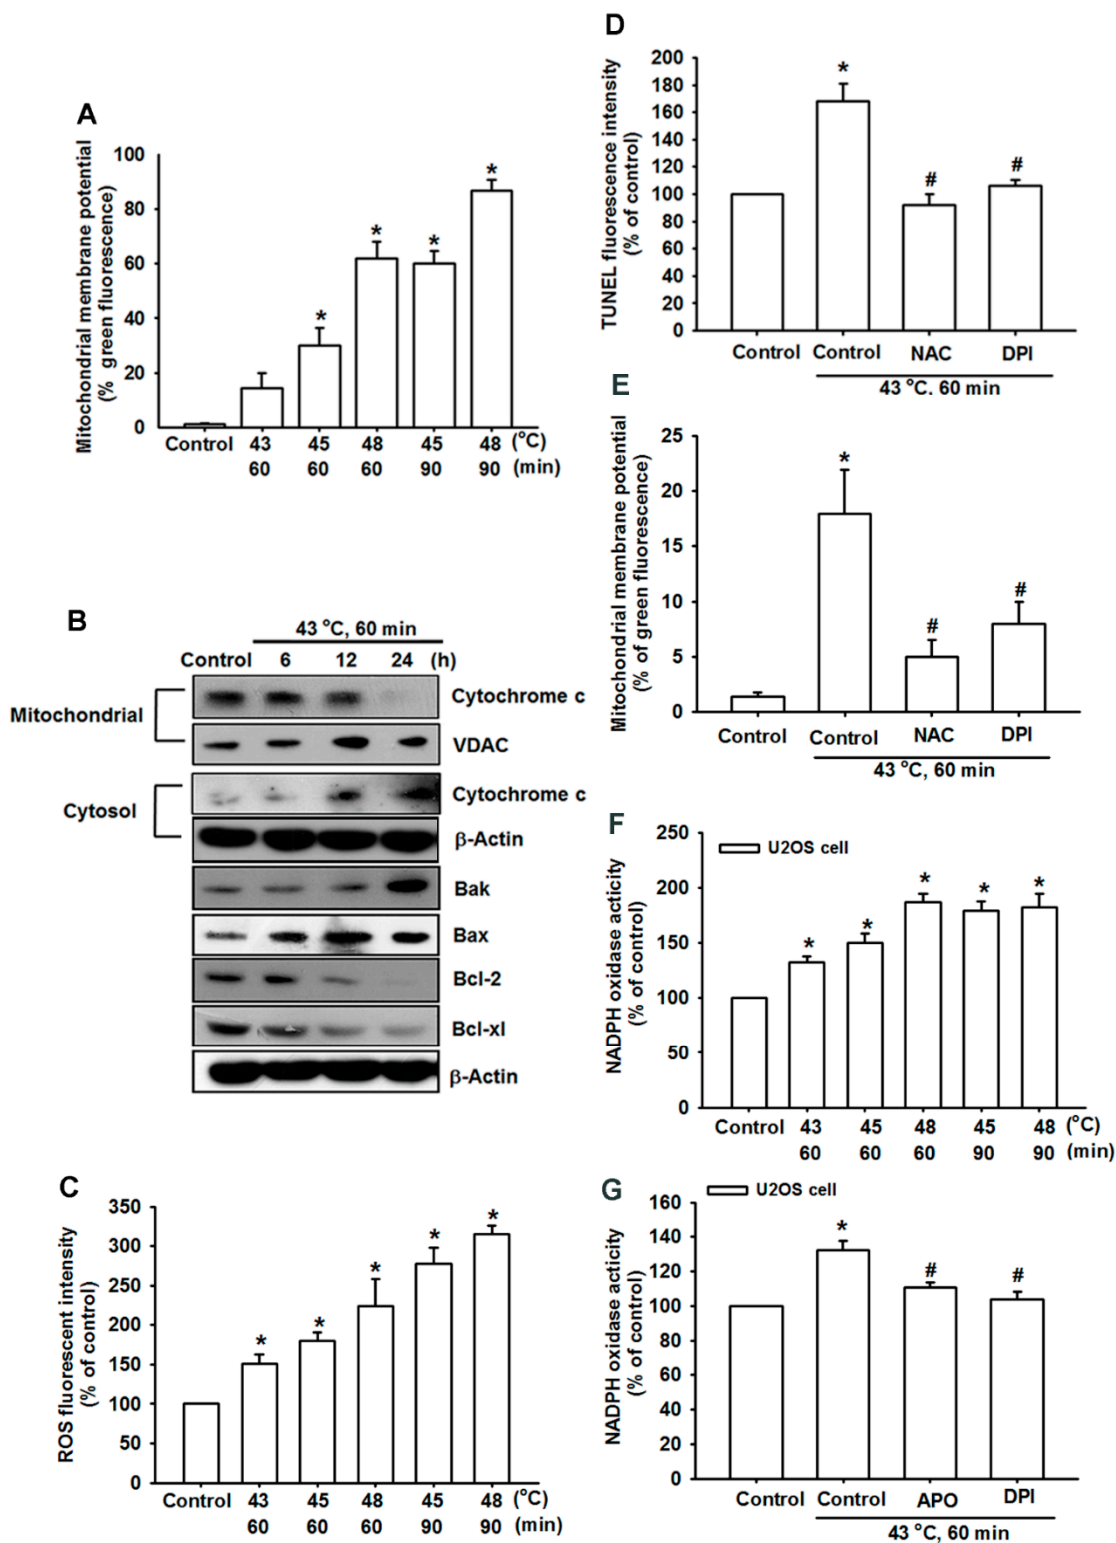 A
Mitochondrial membrane potential
(% green fluorescence)
100
80
60
40
20
0
*
*
*
*
Control 43 45 48 45 48 (°C)
60 60 60 90 90 (min)
B
43 °C, 60 min
Control 6 12 24 (h)
Mitochondrial
Cytochrome c
VDAC
Cytosol
Cytochrome c
β-Actin
Bak
Bax
Bcl-2
Bcl-xl
β-Actin
C
ROS fluorescent intensity
(% of control)
350
300
250
200
150
100
50
0
*
*
*
*
*
Control 43 45 48 45 48 (°C)
60 60 60 90 90 (min)
D
TUNEL fluorescence intensity
(% of control)
200
180
160
140
120
100
80
60
40
20
0
*
#
#
Control Control NAC DPI
43 °C. 60 min
E
Mitochondrial membrane potential
(% of green fluorescence)
25
20
15
10
5
0
*
#
#
Control Control NAC DPI
43 °C, 60 min
F
U2OS cell
NADPH oxidase acticity
(% of control)
250
200
150
100
50
0
*
*
*
*
*
Control 43 45 48 45 48 (°C)
60 60 60 90 90 (min)
G
U2OS cell
NADPH oxidase acticity
(% of control)
160
140
120
100
80
60
40
20
0
*
#
#
Control Control APO DPI
43 °C, 60 min